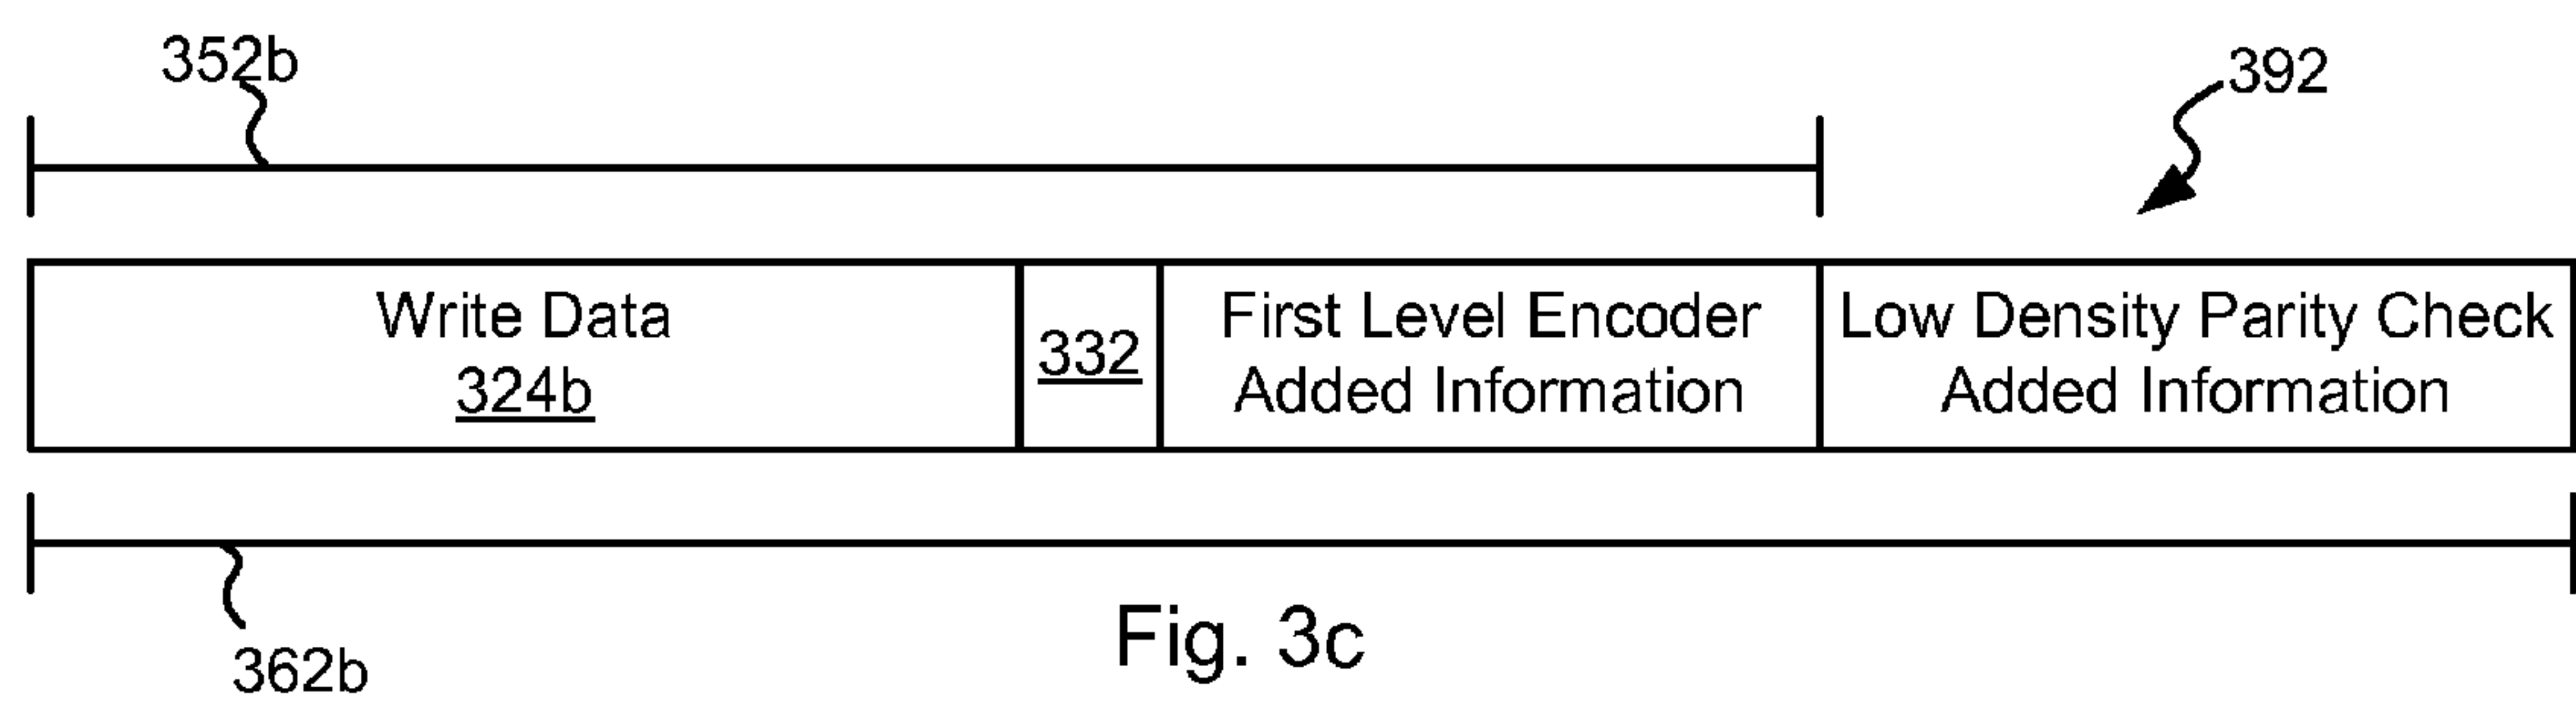 352b
392
Write Data
324b
332
First Level Encoder
Added Information
Low Density Parity Check
Added Information
362b
Fig. 3c